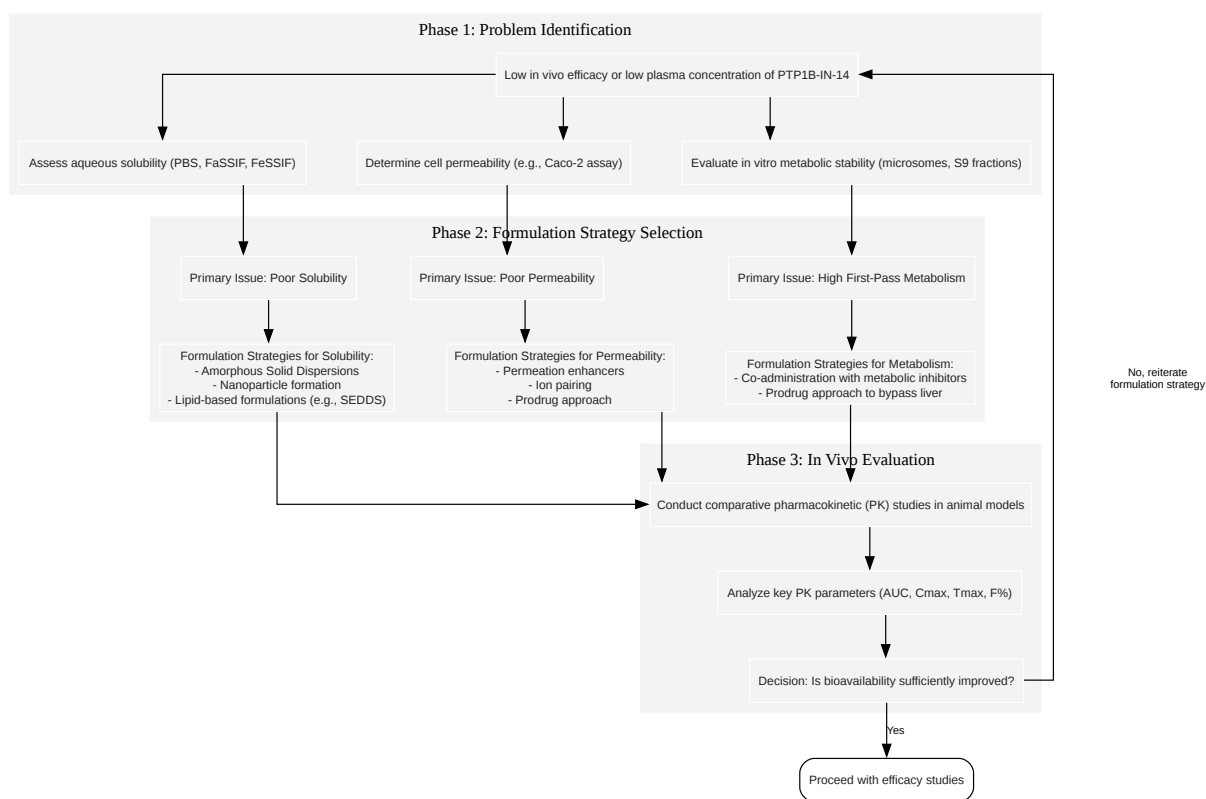 Phase 1: Problem Identification
Low in vivo efficacy or low plasma concentration of PTP1B-IN-14
Assess aqueous solubility (PBS, FaSSIF, FeSSIF)
Determine cell permeability (e.g., Caco-2 assay)
Evaluate in vitro metabolic stability (microsomes, S9 fractions)
Phase 2: Formulation Strategy Selection
Primary Issue: Poor Solubility
Primary Issue: Poor Permeability
Primary Issue: High First-Pass Metabolism
Formulation Strategies for Solubility:
- Amorphous Solid Dispersions
- Nanoparticle formation
- Lipid-based formulations (e.g., SEDDS)
Formulation Strategies for Permeability:
- Permeation enhancers
- Ion pairing
- Prodrug approach
Formulation Strategies for Metabolism:
- Co-administration with metabolic inhibitors
- Prodrug approach to bypass liver
No, reiterate
formulation strategy
Phase 3: In Vivo Evaluation
Conduct comparative pharmacokinetic (PK) studies in animal models
Analyze key PK parameters (AUC, Cmax, Tmax, F%)
Decision: Is bioavailability sufficiently improved?
Yes
Proceed with efficacy studies